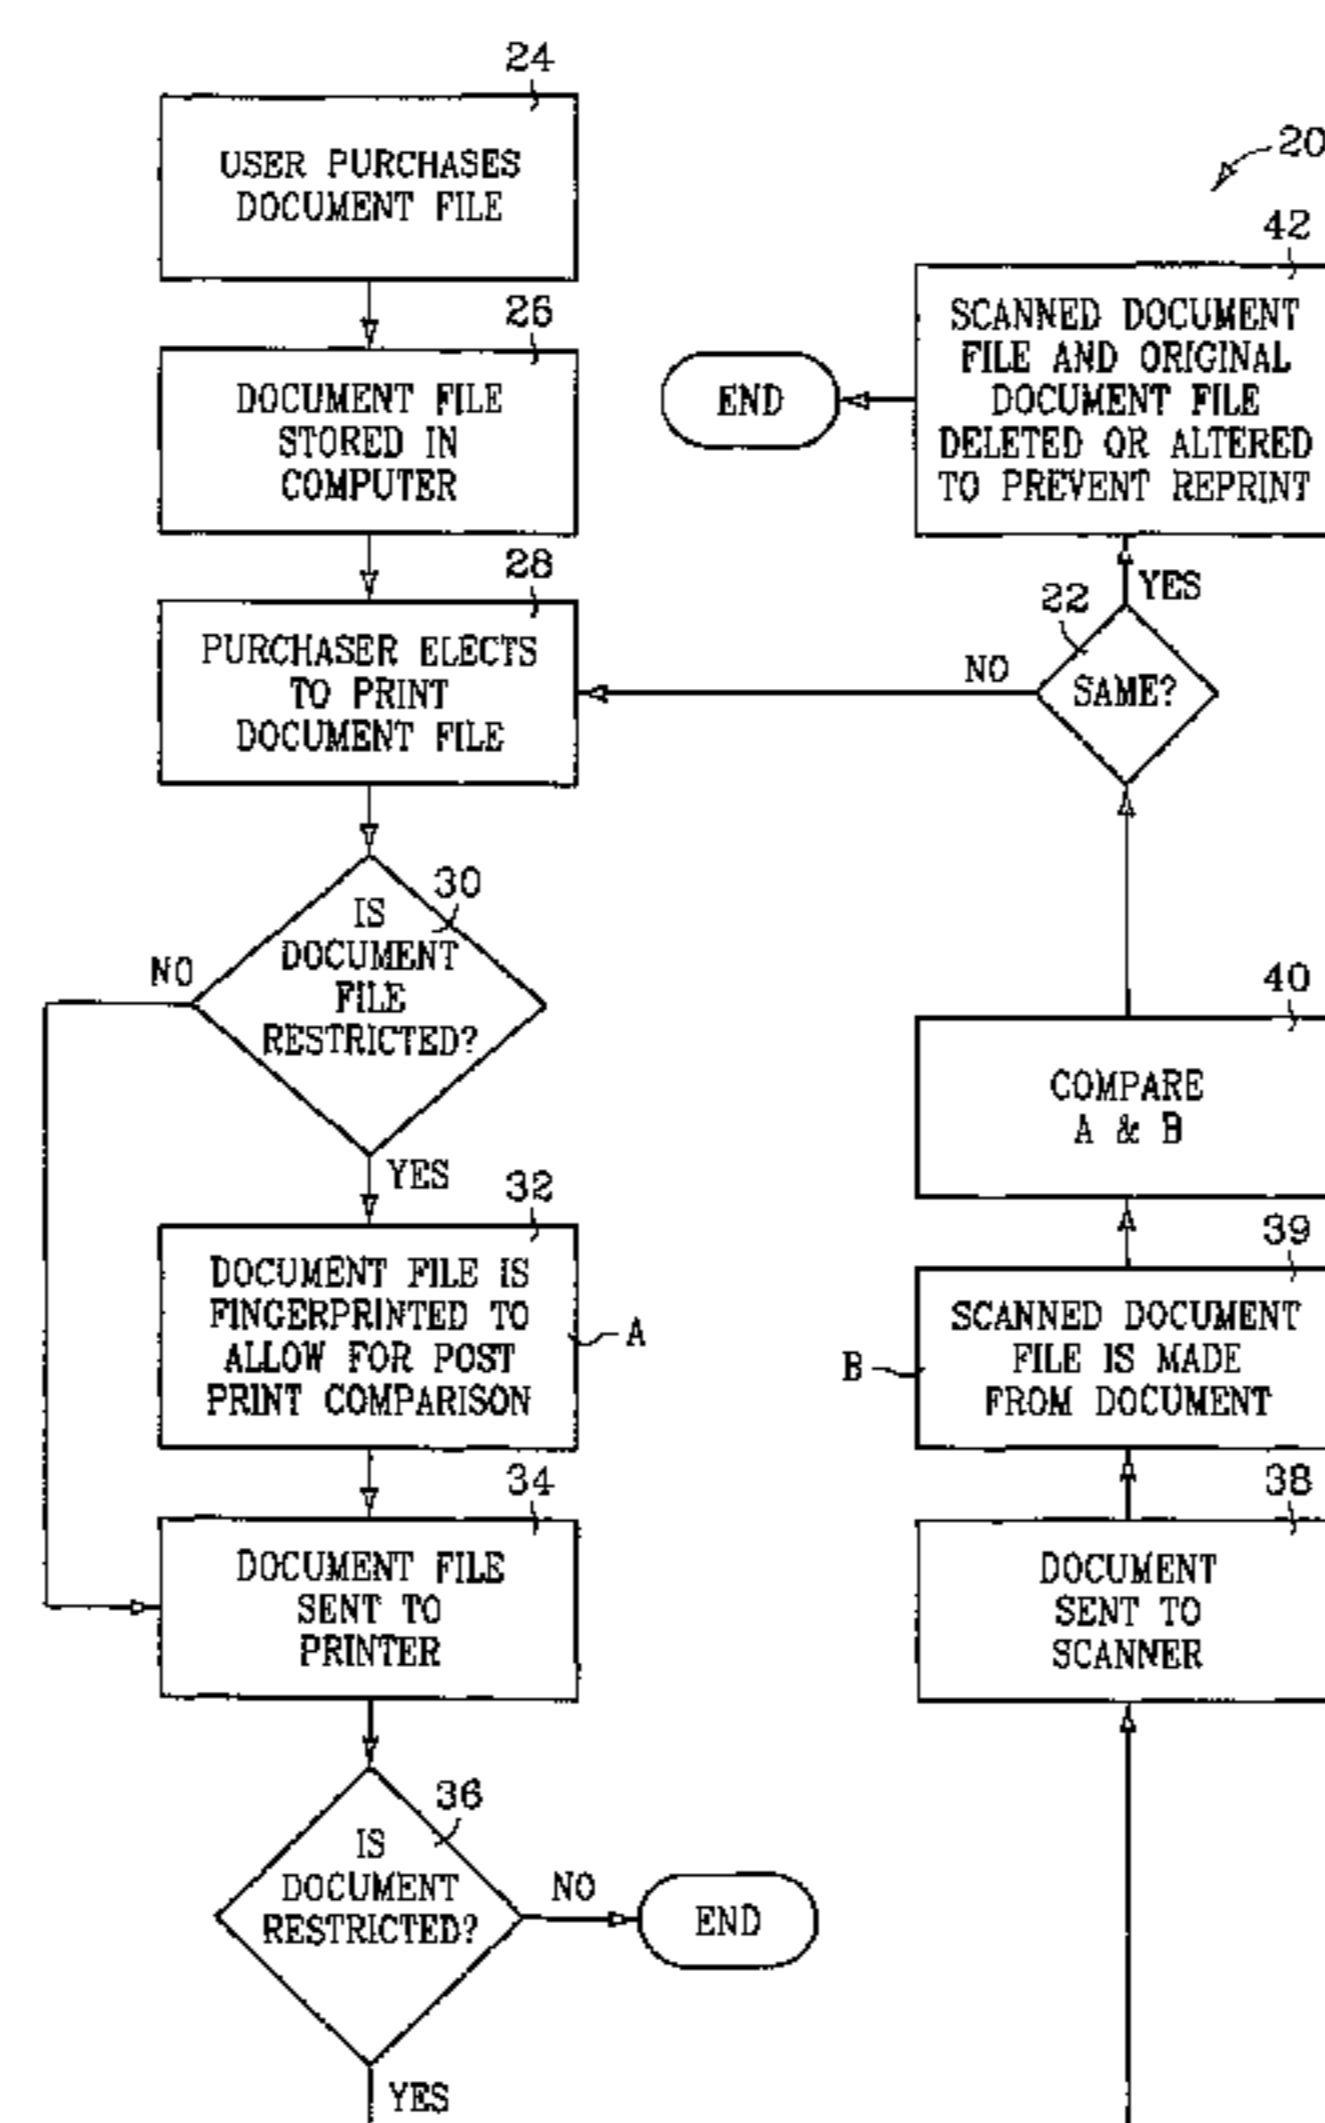 24
USER PURCHASES
DOCUMENT FILE
26
DOCUMENT FILE
STORED IN
COMPUTER
28
PURCHASER ELECTS
TO PRINT
DOCUMENT FILE
30
IS
DOCUMENT
FILE
RESTRICTED?
NO
YES
32
DOCUMENT FILE IS
FINGERPRINTED TO
ALLOW FOR POST
PRINT COMPARISON
A
34
DOCUMENT FILE
SENT TO
PRINTER
36
IS
DOCUMENT
RESTRICTED?
NO
END
YES
20
42
SCANNED DOCUMENT
FILE AND ORIGINAL
DOCUMENT FILE
DELETED OR ALTERED
TO PREVENT REPRINT
END
YES
22
SAME?
NO
40
COMPARE
A & B
39
SCANNED DOCUMENT
FILE IS MADE
FROM DOCUMENT
B
38
DOCUMENT
SENT TO
SCANNER